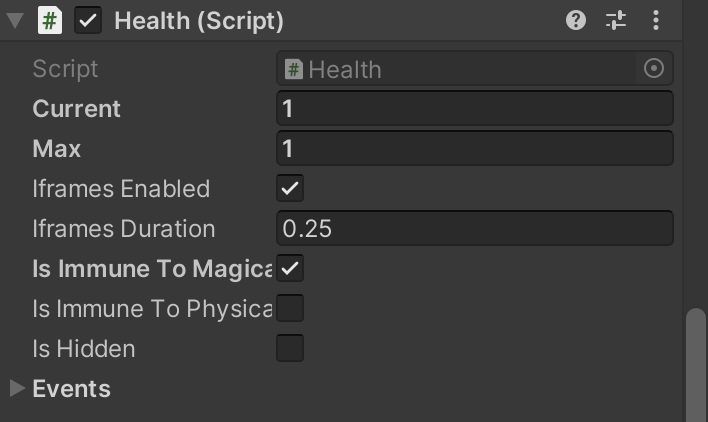 # Health (Script)
Script # Health
Current 1
Max 1
Iframes Enabled
Iframes Duration 0.25
Is Immune To Magica
Is Immune To Physica
Is Hidden
Events